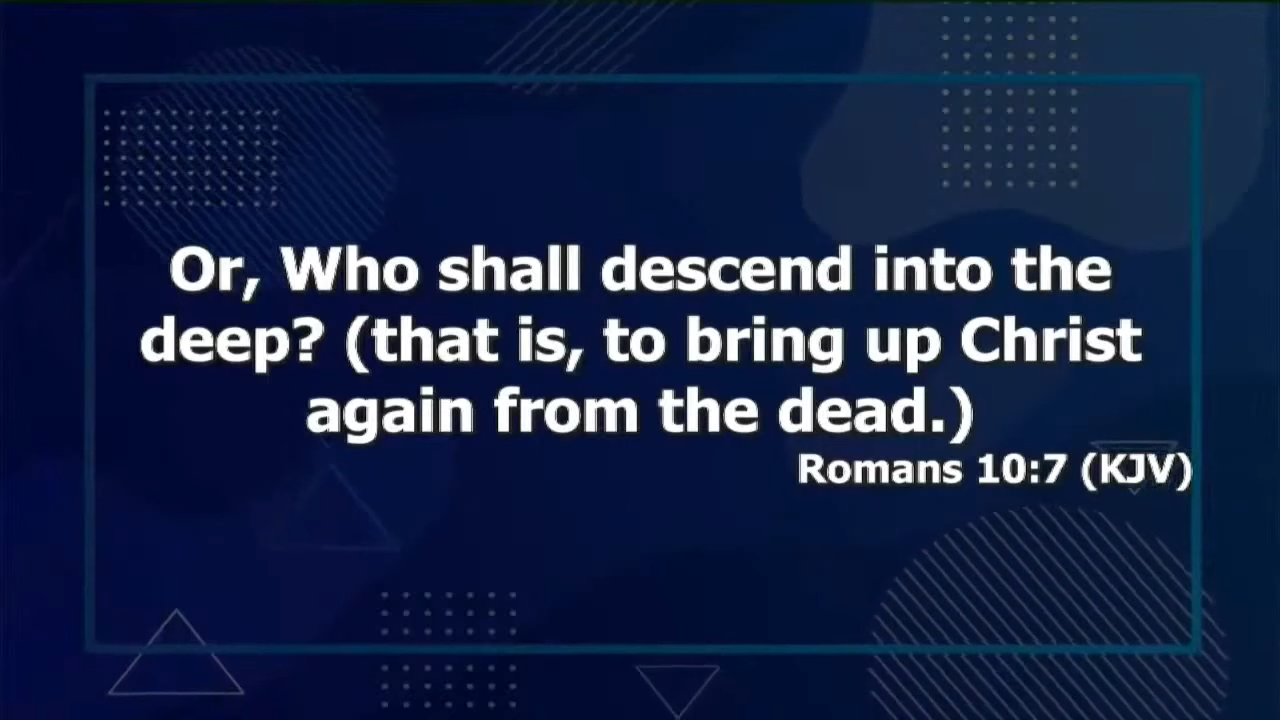 Or, Who shall descend into the
deep? (that is, to bring up Christ
again from the dead.)
Romans 10:7 (KJV)